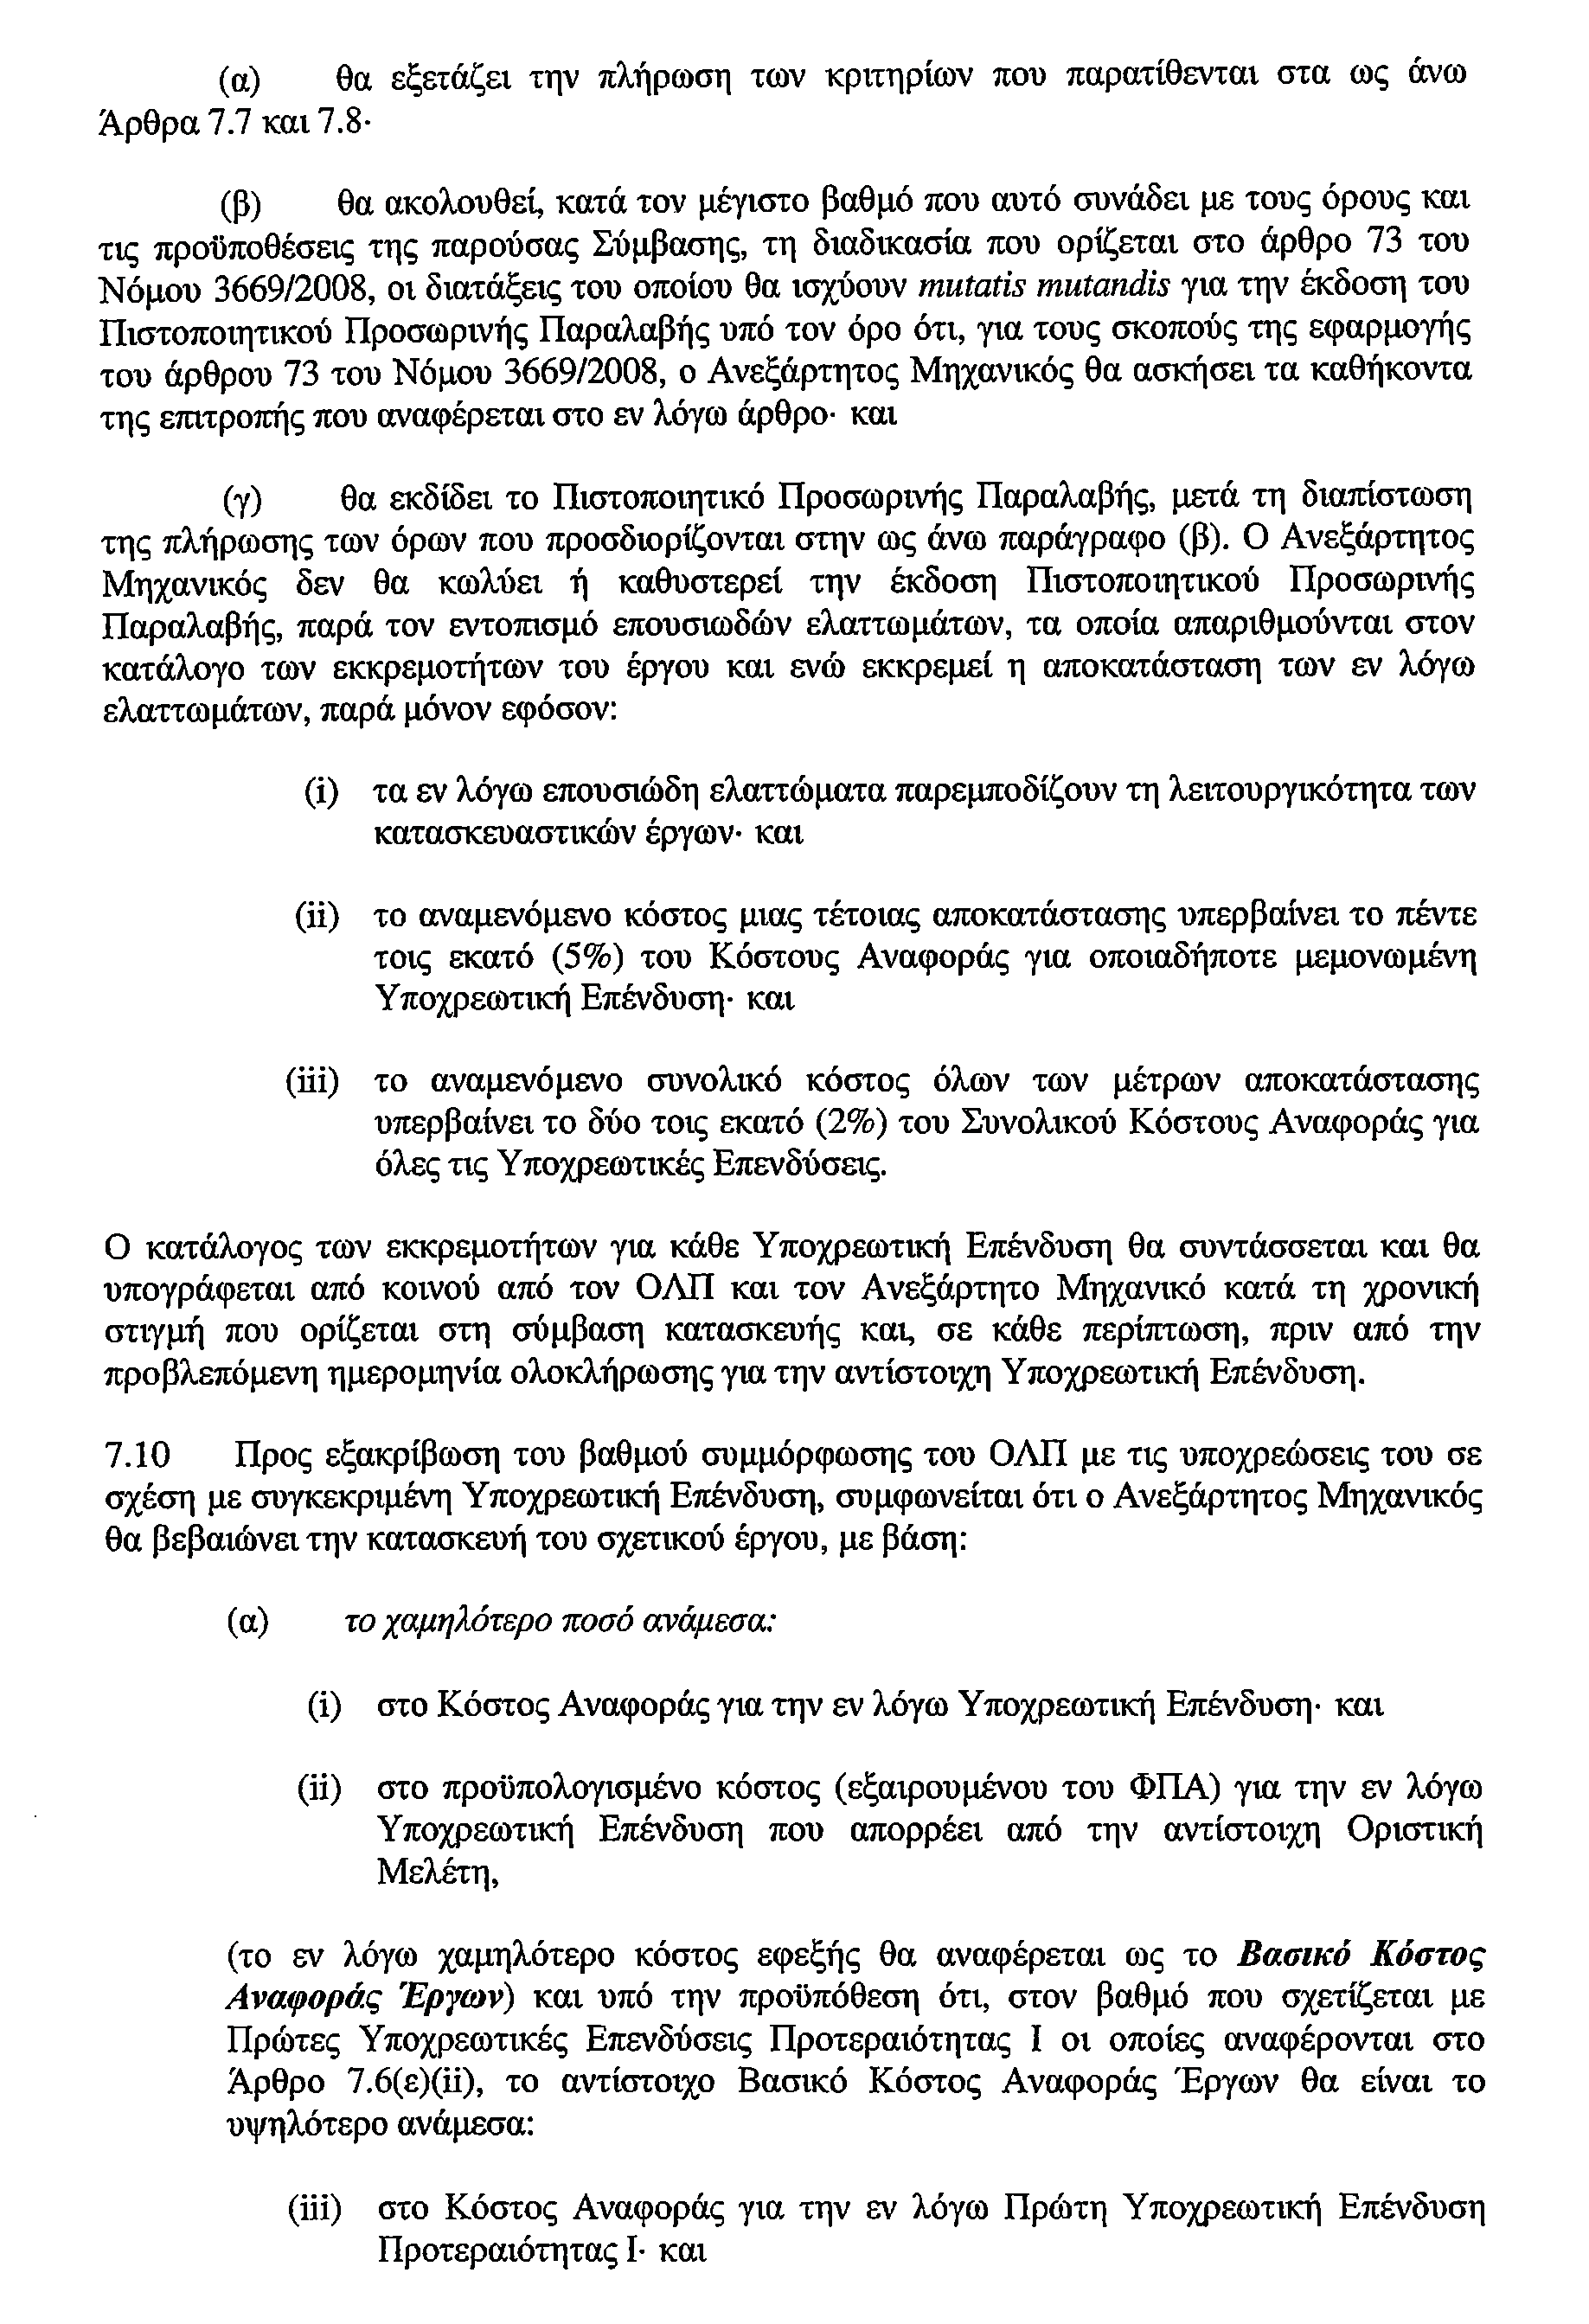 (α) θα εξετάζει την πλήρωση των κριτηρίων που παρατίθενται στα ως άνω
Άρθρα 7.7 και 7.8·
(β) θα ακολουθεί, κατά τον μέγιστο βαθμό που αυτό συνάδει με τους όρους και
τις προϋποθέσεις της παρούσας Σύμβασης, τη διαδικασία που ορίζεται στο άρθρο 73 του
Νόμου 3669/2008, οι διατάξεις του οποίου θα ισχύουν mutatis mutandis για την έκδοση του
Πιστοποιητικού Προσωρινής Παραλαβής υπό τον όρο ότι, για τους σκοπούς της εφαρμογής
του άρθρου 73 του Νόμου 3669/2008, ο Ανεξάρτητος Μηχανικός θα ασκήσει τα καθήκοντα
της επιτροπής που αναφέρεται στο εν λόγω άρθρο· και
(γ) θα εκδίδει το Πιστοποιητικό Προσωρινής Παραλαβής, μετά τη διαπίστωση
της πλήρωσης των όρων που προσδιορίζονται στην ως άνω παράγραφο (β). Ο Ανεξάρτητος
Μηχανικός δεν θα κωλύει ή καθυστερεί την έκδοση Πιστοποιητικού Προσωρινής
Παραλαβής, παρά τον εντοπισμό επουσιωδών ελαττωμάτων, τα οποία απαριθμούνται στον
κατάλογο των εκκρεμοτήτων του έργου και ενώ εκκρεμεί η αποκατάσταση των εν λόγω
ελαττωμάτων, παρά μόνον εφόσον:
(i) τα εν λόγω επουσιώδη ελαττώματα παρεμποδίζουν τη λειτουργικότητα των
κατασκευαστικών έργων· και
(ii) το αναμενόμενο κόστος μιας τέτοιας αποκατάστασης υπερβαίνει το πέντε
τοις εκατό (5%) του Κόστους Αναφοράς για οποιαδήποτε μεμονωμένη
Υποχρεωτική Επένδυση· και
(iii) το αναμενόμενο συνολικό κόστος όλων των μέτρων αποκατάστασης
υπερβαίνει το δύο τοις εκατό (2%) του Συνολικού Κόστους Αναφοράς για
όλες τις Υποχρεωτικές Επενδύσεις.
Ο κατάλογος των εκκρεμοτήτων για κάθε Υποχρεωτική Επένδυση θα συντάσσεται και θα
υπογράφεται από κοινού από τον ΟΛΠ και τον Ανεξάρτητο Μηχανικό κατά τη χρονική
στιγμή που ορίζεται στη σύμβαση κατασκευής και, σε κάθε περίπτωση, πριν από την
προβλεπόμενη ημερομηνία ολοκλήρωσης για την αντίστοιχη Υποχρεωτική Επένδυση.
7.10 Προς εξακρίβωση του βαθμού συμμόρφωσης του ΟΛΠ με τις υποχρεώσεις του σε
σχέση με συγκεκριμένη Υποχρεωτική Επένδυση, συμφωνείται ότι ο Ανεξάρτητος Μηχανικός
θα βεβαιώνει την κατασκευή του σχετικού έργου, με βάση:
(α) το χαμηλότερο ποσό ανάμεσα:
(i) στο Κόστος Αναφοράς για την εν λόγω Υποχρεωτική Επένδυση· και
(ii) στο προϋπολογισμένο κόστος (εξαιρουμένου του ΦΠΑ) για την εν λόγω
Υποχρεωτική Επένδυση που απορρέει από την αντίστοιχη Οριστική
Μελέτη,
(το εν λόγω χαμηλότερο κόστος εφεξής θα αναφέρεται ως το Βασικό Κόστος
Αναφοράς Έργων) και υπό την προϋπόθεση ότι, στον βαθμό που σχετίζεται με
Πρώτες Υποχρεωτικές Επενδύσεις Προτεραιότητας Ι οι οποίες αναφέρονται στο
Άρθρο 7.6(ε)(ii), το αντίστοιχο Βασικό Κόστος Αναφοράς Έργων θα είναι το
υψηλότερο ανάμεσα:
(iii) στο Κόστος Αναφοράς για την εν λόγω Πρώτη Υποχρεωτική Επένδυση
Προτεραιότητας Ι· και